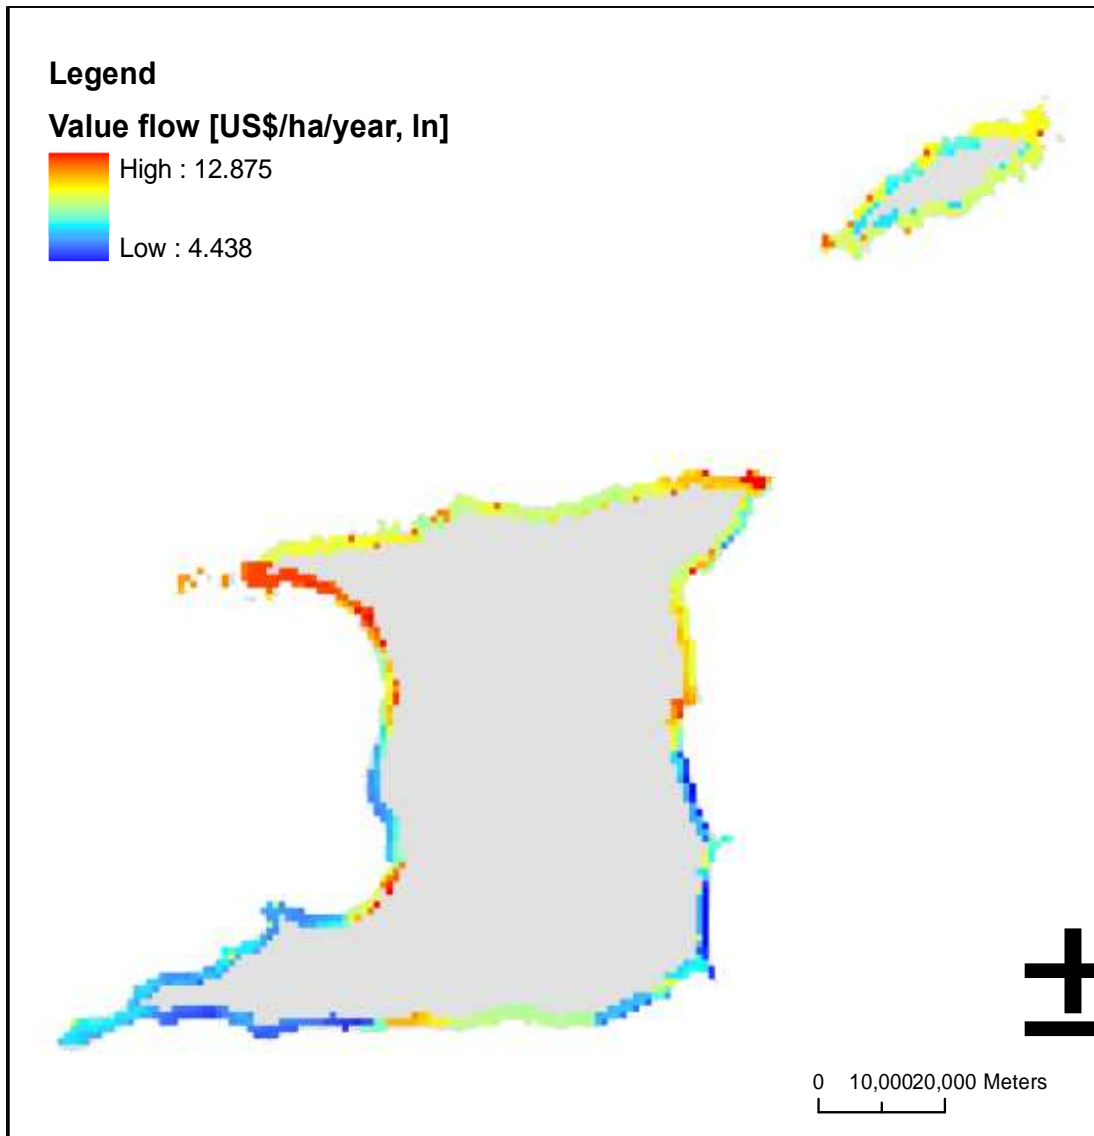 Legend
Value flow [US$/ha/year, ln]
High : 12.875
Low : 4.438
±
0 10,00020,000 Meters